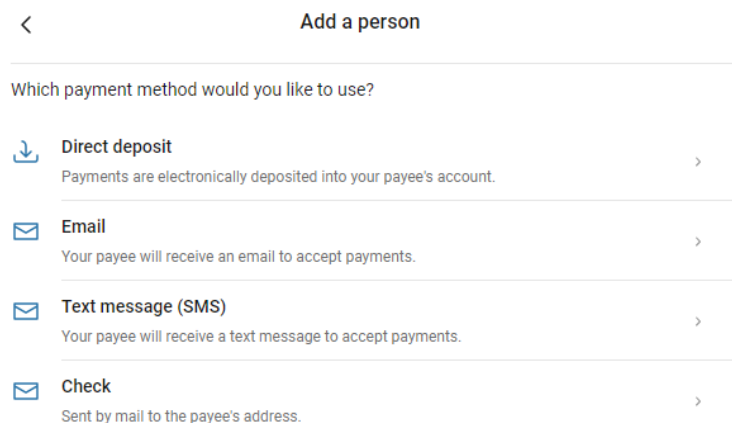 Add a person
Which payment method would you like to use?
Direct deposit
Payments are electronically deposited into your payee's account.
Email
Your payee will receive an email to accept payments.
Text message (SMS)
Your payee will receive a text message to accept payments.
Check
Sent by mail to the payee's address.